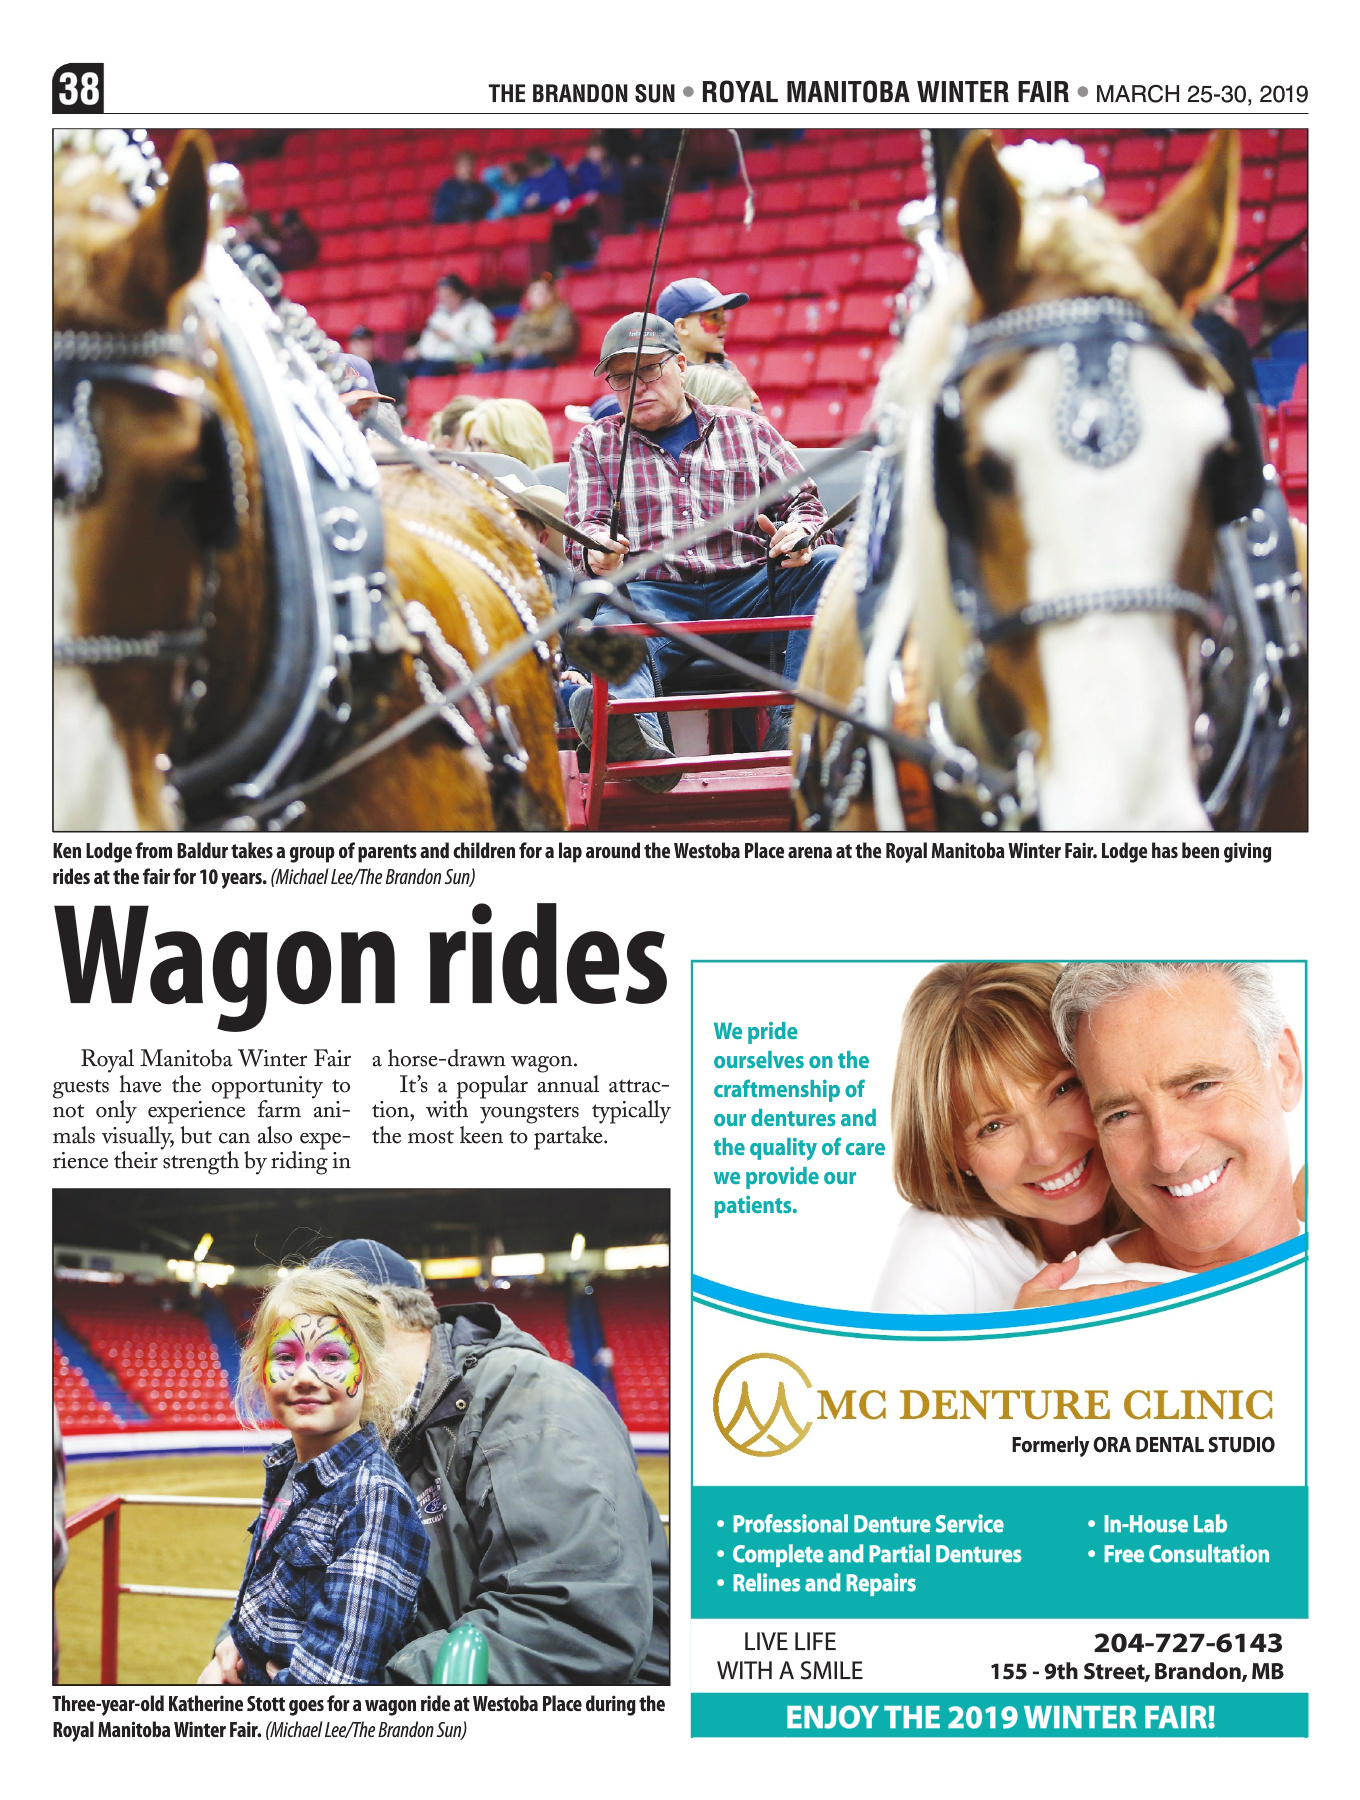 38
THE BRANDON SUN • ROYAL MANITOBA WINTER FAIR • MARCH 25-30, 2019
Ken Lodge from Baldur takes a group of parents and children for a lap around the Westoba Place arena at the Royal Manitoba Winter Fair. Lodge has been giving
rides at the fair for 10 years. (Michael Lee/The Brandon Sun)
Wagon rides
Royal Manitoba Winter Fair
guests have the opportunity to
not only experience farm ani-
mals visually, but can also expe-
rience their strength by riding in
a horse-drawn wagon.
It's a popular annual attrac-
tion, with youngsters typically
the most keen to partake.
Three-year-old Katherine Stott goes for a wagon ride at Westoba Place during the
Royal Manitoba Winter Fair. (Michael Lee/The Brandon Sun)
We pride
ourselves on the
craftmenship of
our dentures and
the quality of care
we provide our
patients.
MC DENTURE CLINIC
Formerly ORA DENTAL STUDIO
• Professional Denture Service
• Complete and Partial Dentures
• Relines and Repairs
• In-House Lab
• Free Consultation
LIVE LIFE
WITH A SMILE
204-727-6143
155 - 9th Street, Brandon, MB
ENJOY THE 2019 WINTER FAIR!